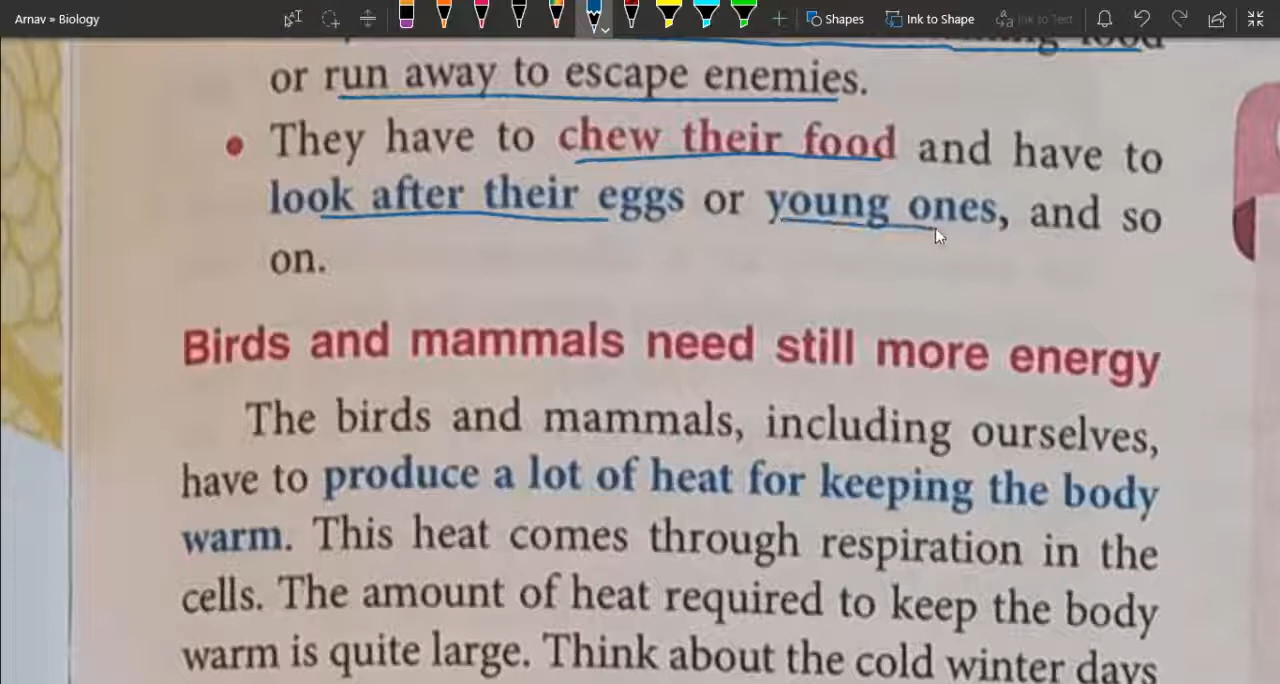 Arnav » Biology
Shapes
Ink to Shape
Ink to Text
food
or run away to escape enemies.
• They have to chew their food and have to
look after their eggs or young ones, and so
on.
Birds and mammals need still more energy
The birds and mammals, including ourselves,
have to produce a lot of heat for keeping the body
warm. This heat comes through respiration in the
cells. The amount of heat required to keep the body
warm is quite large. Think about the cold winter days